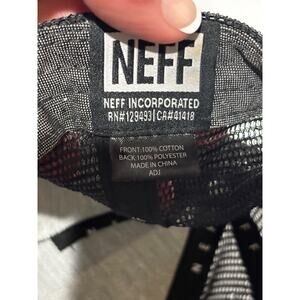 NEFF
NEFF INCORPORATED
RN#129493|CA#41418
FRONT:100% COTTON
BACK:100% POLYESTER
MADE IN CHINA
ADJ